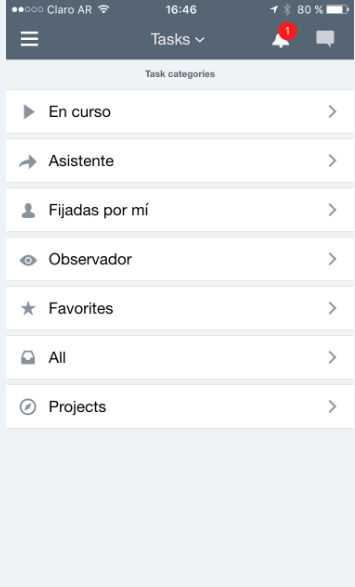 Claro AR 16:46 80 %
Tasks 1
Task categories
En curso
Asistente
Fijadas por mí
Observador
Favorites
All
Projects